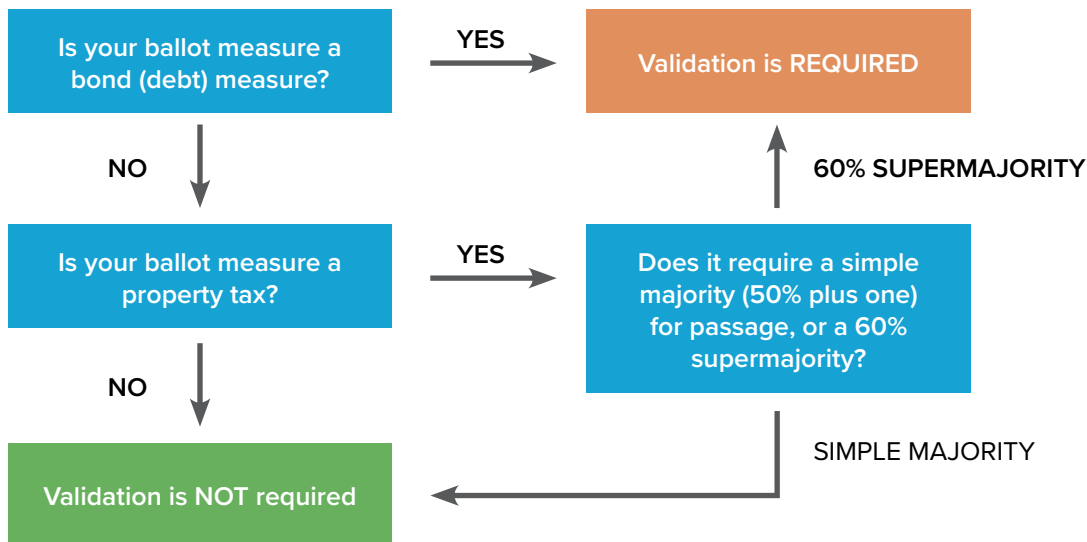 Is your ballot measure a
bond (debt) measure?
YES
Validation is REQUIRED
NO
60% SUPERMAJORITY
Is your ballot measure a
property tax?
YES
Does it require a simple
majority (50% plus one)
for passage, or a 60%
supermajority?
NO
SIMPLE MAJORITY
Validation is NOT required